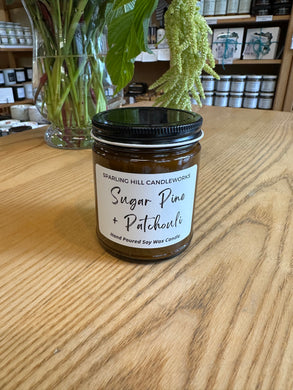 SPARLING HILL CANDLEWORKS
Sugar Pine
+ Patchouli
Hand Poured Soy Wax Candle